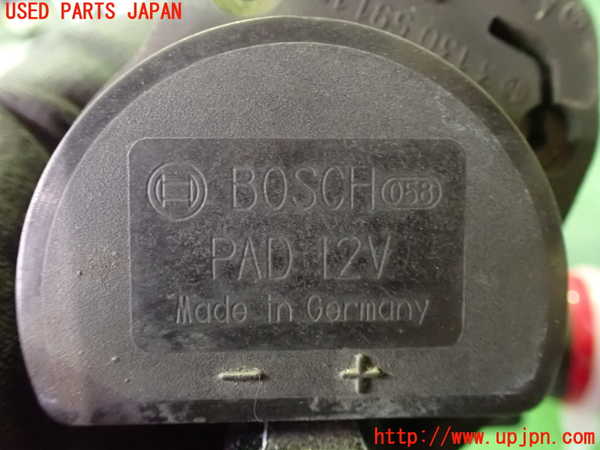 USED PARTS JAPAN
BOSCH 058
PAD 12V
Made in Germany
- +
http://www.upjpn.com